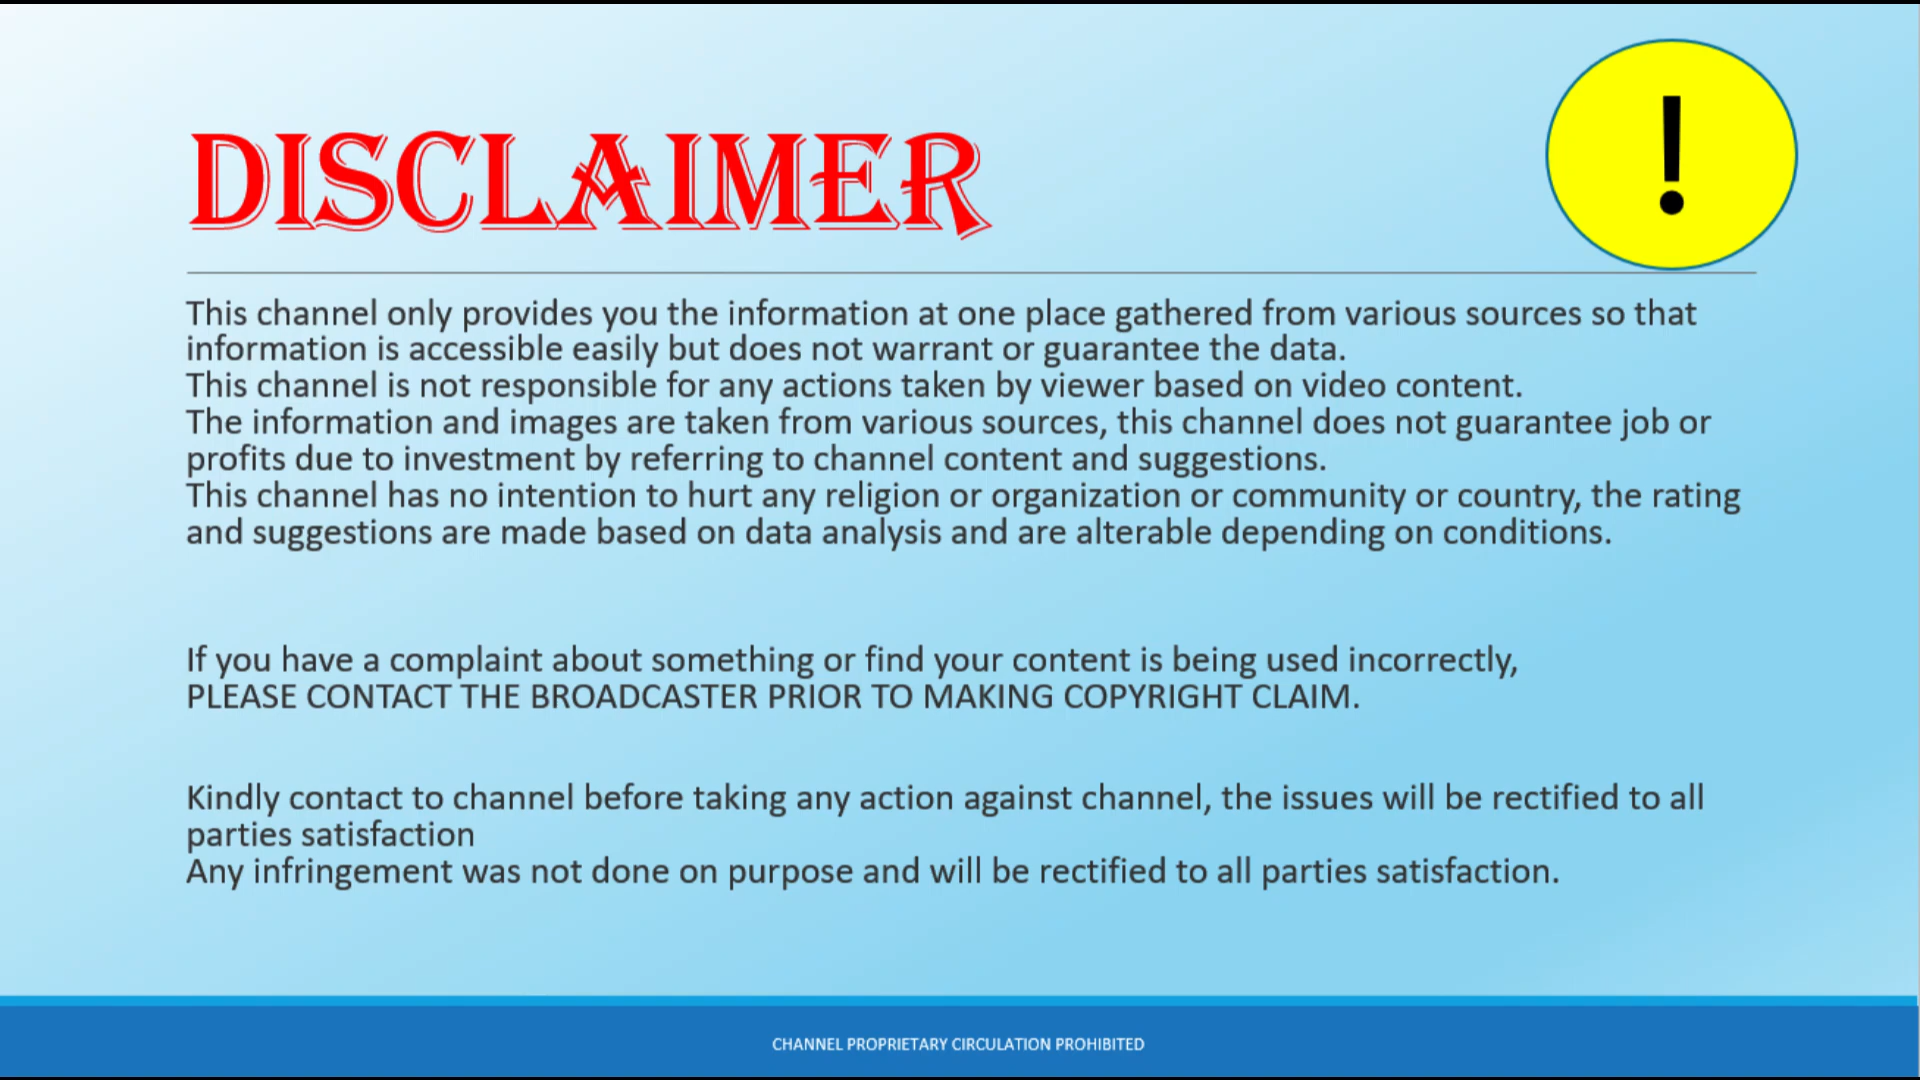 DISCLAIMER
!
This channel only provides you the information at one place gathered from various sources so that
information is accessible easily but does not warrant or guarantee the data.
This channel is not responsible for any actions taken by viewer based on video content.
The information and images are taken from various sources, this channel does not guarantee job or
profits due to investment by referring to channel content and suggestions.
This channel has no intention to hurt any religion or organization or community or country, the rating
and suggestions are made based on data analysis and are alterable depending on conditions.
If you have a complaint about something or find your content is being used incorrectly,
PLEASE CONTACT THE BROADCASTER PRIOR TO MAKING COPYRIGHT CLAIM.
Kindly contact to channel before taking any action against channel, the issues will be rectified to all
parties satisfaction
Any infringement was not done on purpose and will be rectified to all parties satisfaction.
CHANNEL PROPRIETARY CIRCULATION PROHIBITED